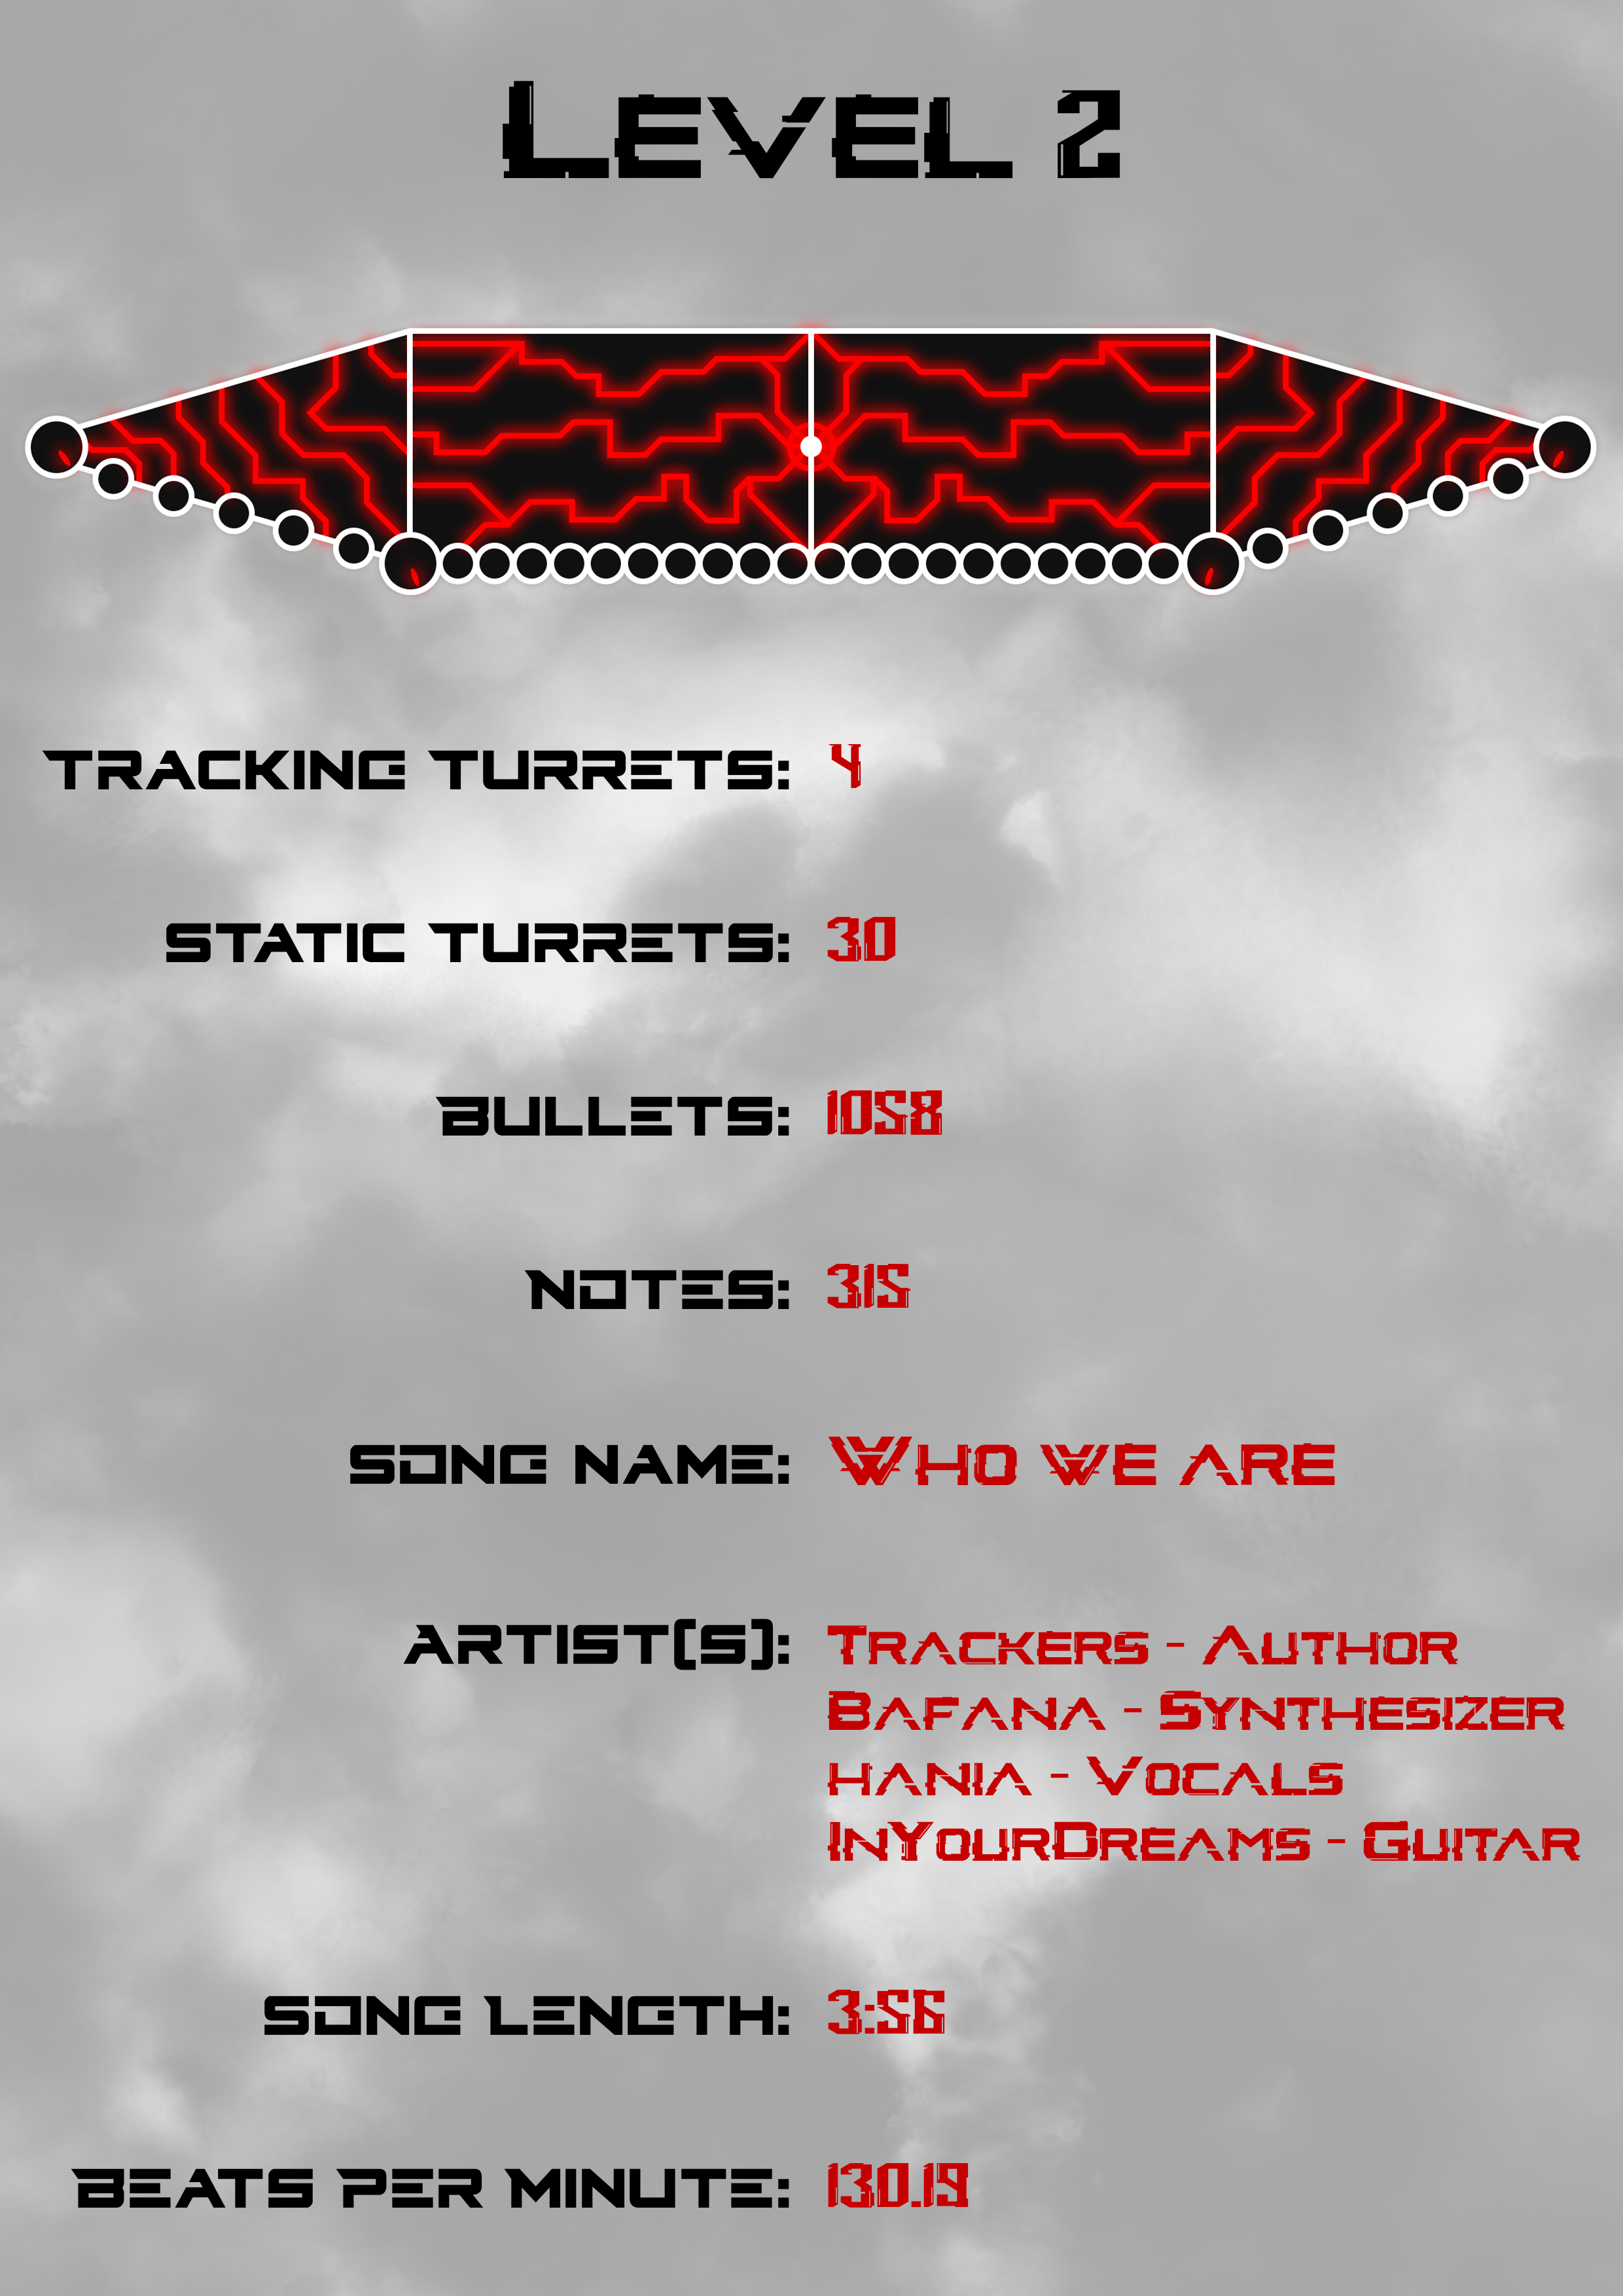 Level 2
Tracking Turrets: 4
Static Turrets: 30
Bullets: 1058
Notes: 315
Song Name: Who we are
Artist(s): Trackers - Author
Bafana - Synthesizer
hania - Vocals
InYourDreams - Guitar
Song Length: 3:56
Beats Per Minute: 130.19